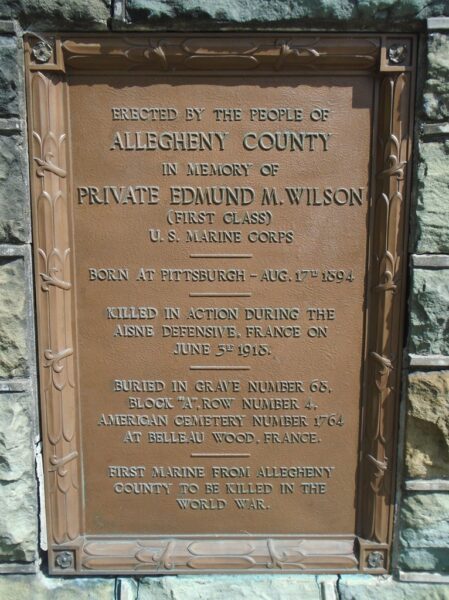 ERECTED BY THE PEOPLE OF
ALLEGHENY COUNTY
IN MEMORY OF
PRIVATE EDMUND M. WILSON
(FIRST CLASS)
U. S. MARINE CORPS
BORN AT PITTSBURGH – AUG. 17TH 1894
KILLED IN ACTION DURING THE
AISNE DEFENSIVE, FRANCE ON
JUNE 3RD 1918.
BURIED IN GRAVE NUMBER 68,
BLOCK "A", ROW NUMBER 4,
AMERICAN CEMETERY NUMBER 1764
AT BELLEAU WOOD, FRANCE.
FIRST MARINE FROM ALLEGHENY
COUNTY TO BE KILLED IN THE
WORLD WAR.